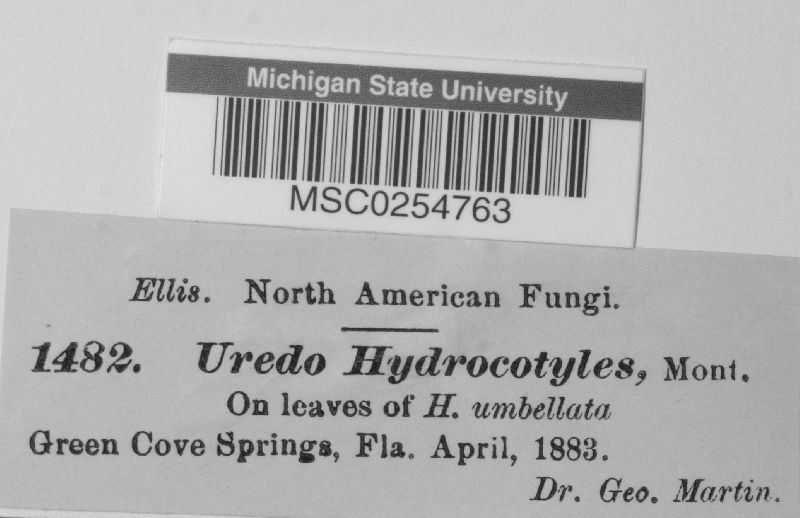 Michigan State University
MSC0254763
Ellis. North American Fungi.
1482. Uredo Hydrocotyles, Mont.
On leaves of H. umbellata
Green Cove Springs, Fla. April, 1883.
Dr. Geo. Martin.